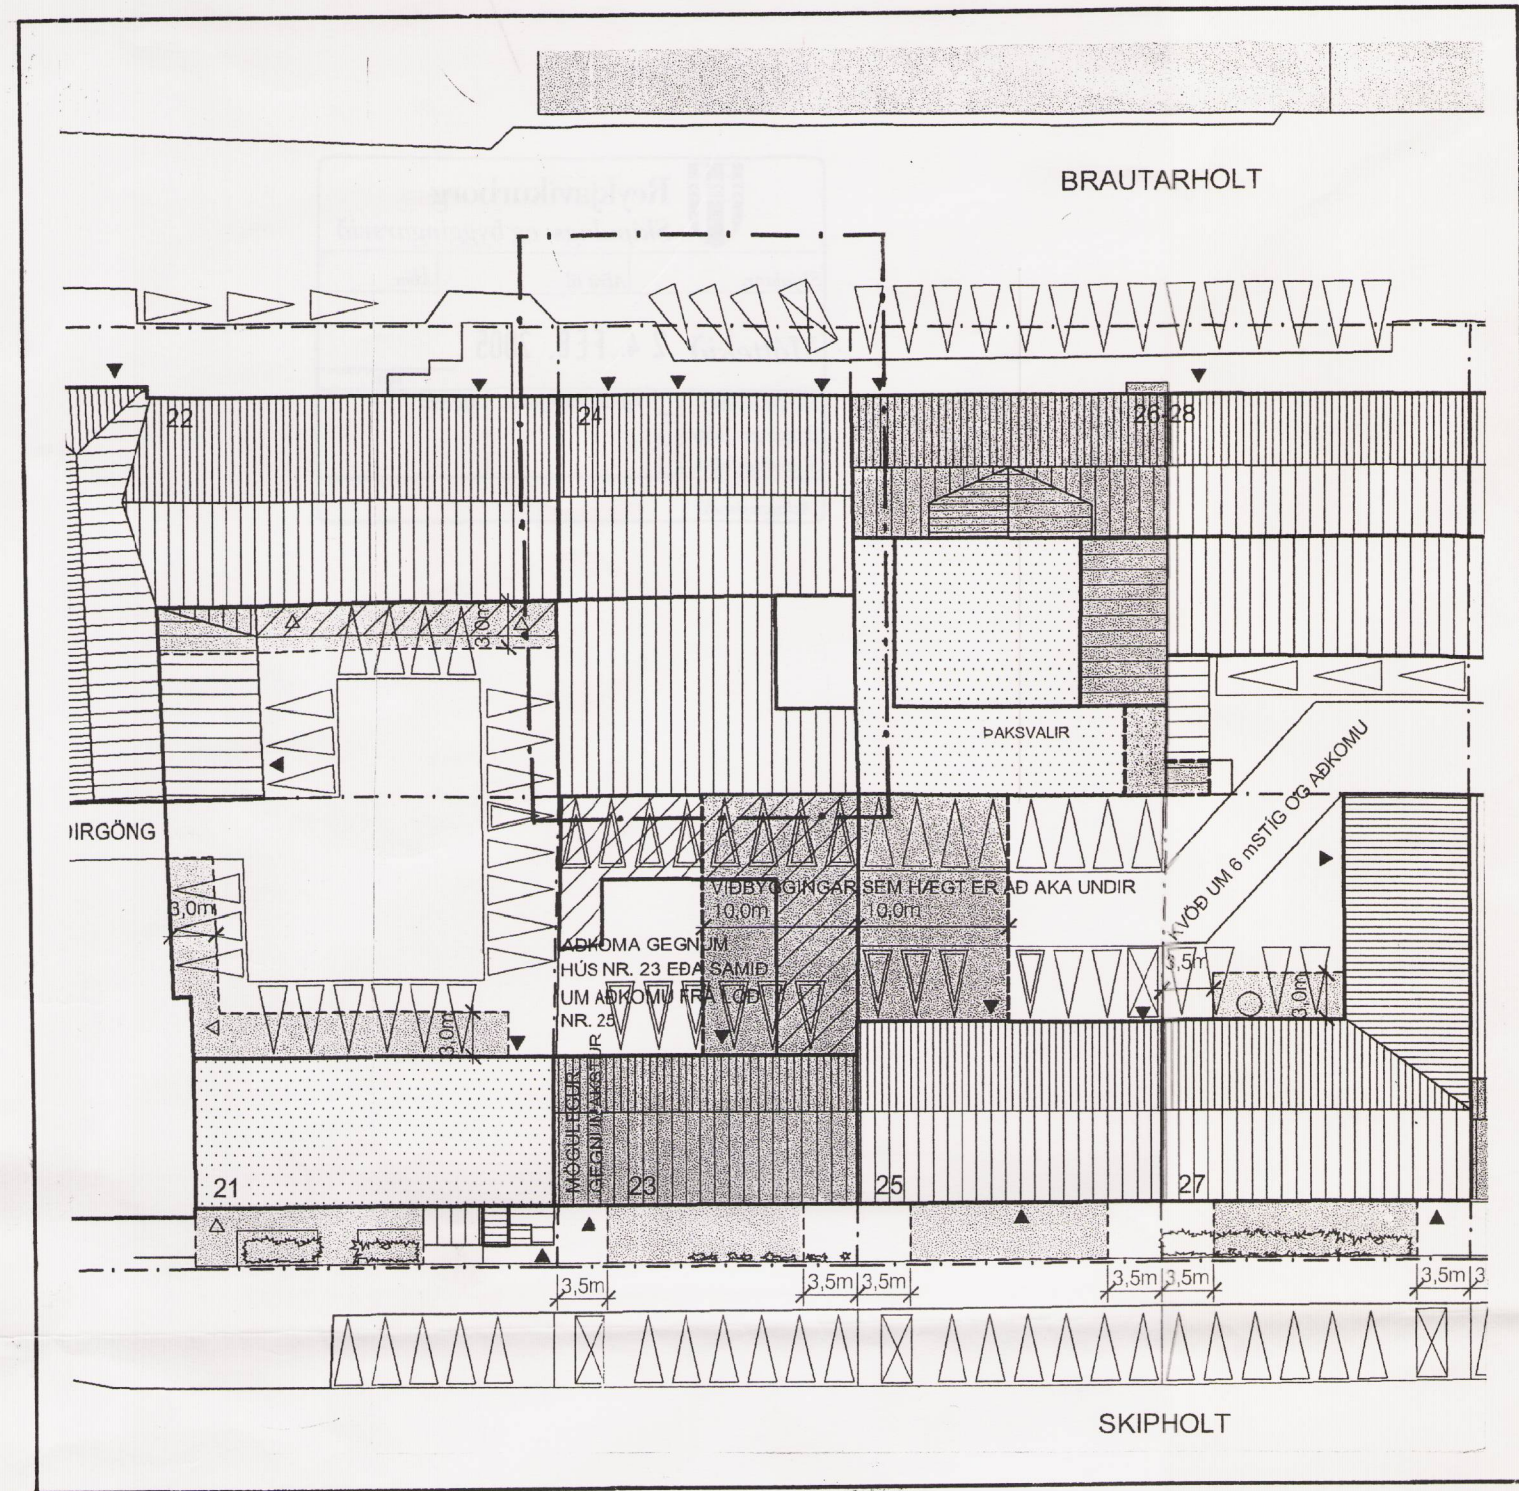 BRAUTARHOLT
22
24
26-28
3,0m
ÞAKSVALIR
KVÖÐ UM 6 mSTÍG OG AÐKOMU
IRGÖNG
3,0m
VIÐBYGGINGAR SEM HÆGT ER AÐ AKA UNDIR
10,0m
10,0m
AÐKOMA GEGNUM
HÚS NR. 23 EÐA SAMIÐ
UM AÐKOMU FRÁ LÓÐ
NR. 25
3,5m
3,0m
3,0m
MÖGULEGUR
GEGNUMAKSTUR
21
23
25
27
3,5m
3,5m
3,5m
3,5m
3,5m
3,5m
3
SKIPHOLT